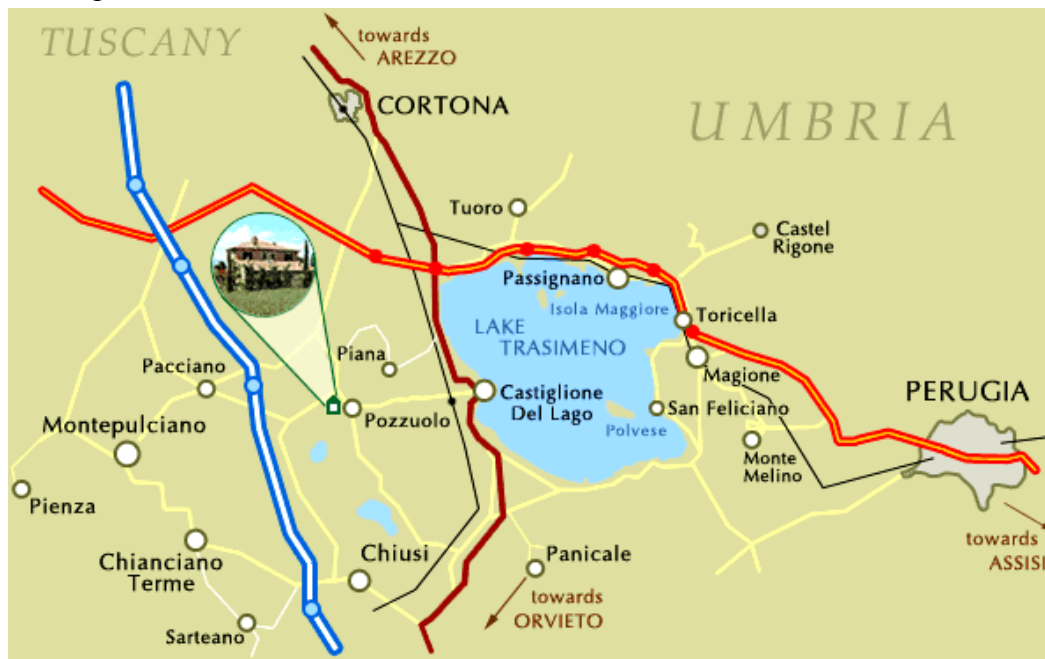 TUSCANY
towards
AREZZO
CORTONA
UMBRIA
Tuoro
Castel
Rigone
Passignano
Isola Maggiore
Toricella
LAKE
TRASIMENO
Piana
Pacciano
Magione
PERUGIA
Castiglione
Del Lago
San Feliciano
Pozzuolo
Polvese
Montepulciano
Monte
Melino
Pienza
towards
ASSISI
Chianciano
Terme
Chiusi
Panicale
towards
ORVIETO
Sarteano